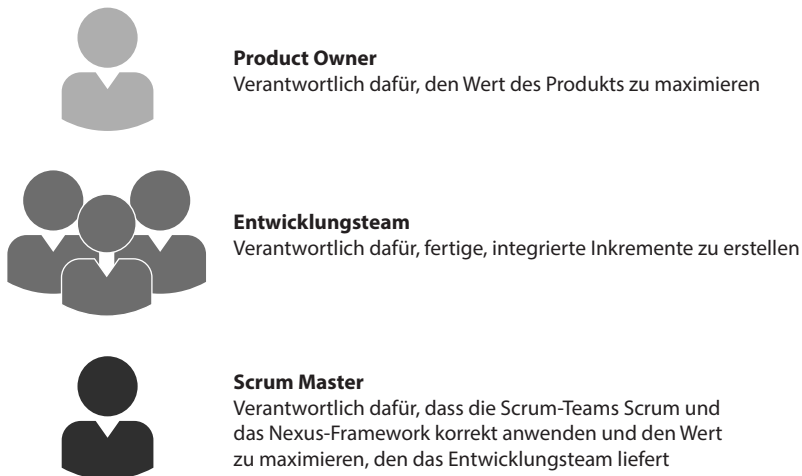 Product Owner
Verantwortlich dafür, den Wert des Produkts zu maximieren
Entwicklungsteam
Verantwortlich dafür, fertige, integrierte Inkremente zu erstellen
Scrum Master
Verantwortlich dafür, dass die Scrum-Teams Scrum und
das Nexus-Framework korrekt anwenden und den Wert
zu maximieren, den das Entwicklungsteam liefert